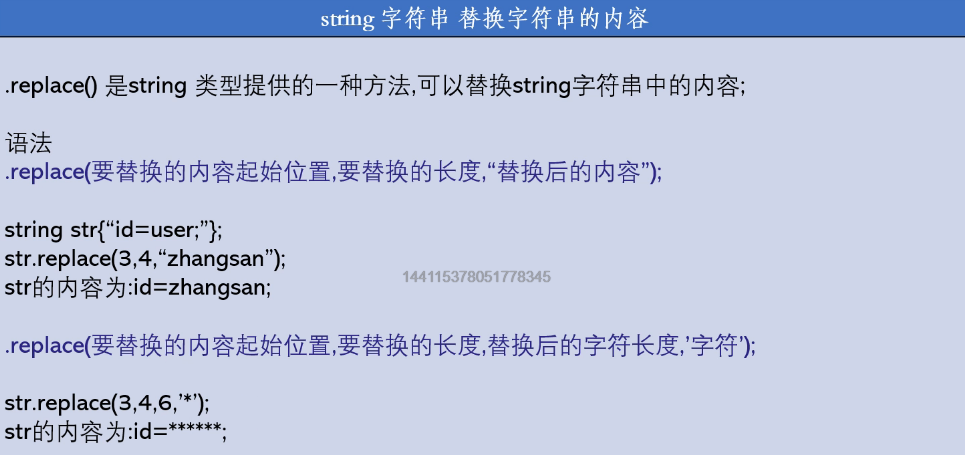 string 字符串 替换字符串的内容
.replace() 是string 类型提供的一种方法,可以替换string字符串中的内容;
语法
.replace(要替换的内容起始位置,要替换的长度,“替换后的内容”);
string str{“id=user;”};
str.replace(3,4,“zhangsan”);
144115378051778345
str的内容为:id=zhangsan;
.replace(要替换的内容起始位置,要替换的长度,替换后的字符长度,’字符’);
str.replace(3,4,6,’*’);
str的内容为:id=******;